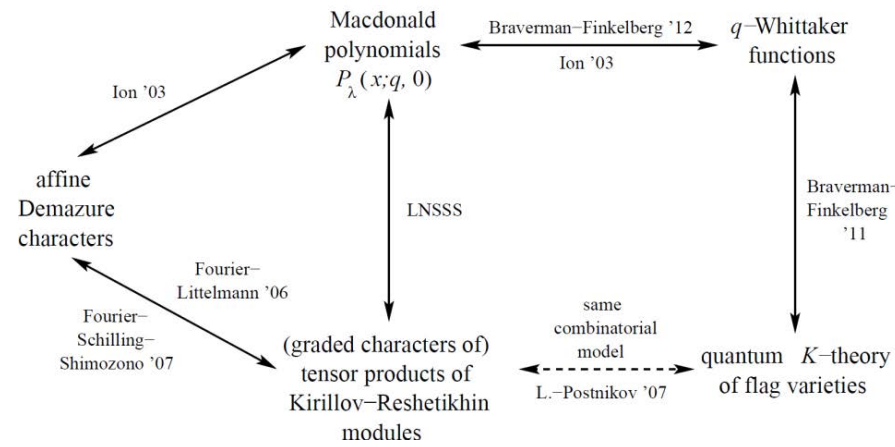 Macdonald
polynomials
P_λ(x;q, 0)
Braverman−Finkelberg '12
Ion '03
q−Whittaker
functions
Ion '03
affine
Demazure
characters
LNSSS
Braverman−
Finkelberg
'11
Fourier−
Littelmann '06
Fourier−
Schilling−
Shimozono '07
(graded characters of)
tensor products of
Kirillov−Reshetikhin
modules
same
combinatorial
model
L.−Postnikov '07
quantum K−theory
of flag varieties